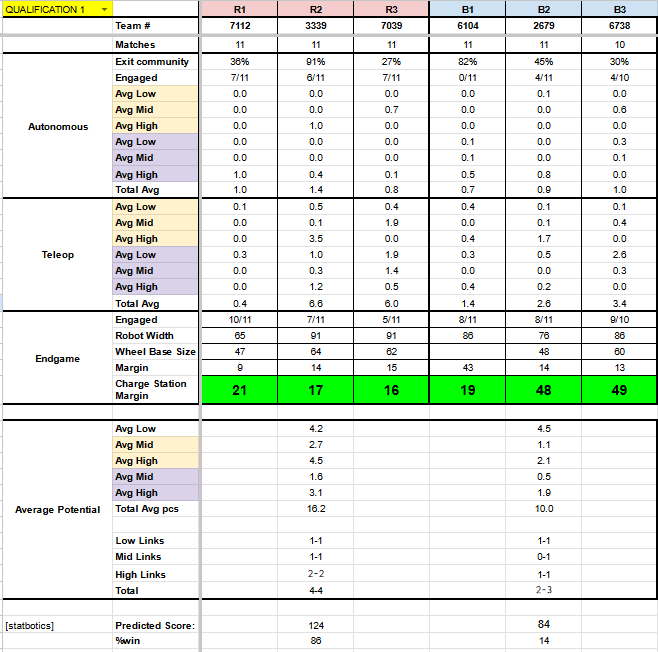 QUALIFICATION 1 R1 R2 R3 B1 B2 B3
Team # 7112 3339 7039 6104 2679 6738
Matches 11 11 11 11 11 10
Exit community 36% 91% 27% 82% 45% 30%
Engaged 7/11 6/11 7/11 0/11 4/11 4/10
Avg Low 0.0 0.0 0.0 0.0 0.1 0.0
Avg Mid 0.0 0.0 0.7 0.0 0.0 0.6
Autonomous Avg High 0.0 1.0 0.0 0.0 0.0 0.0
Avg Low 0.0 0.0 0.0 0.1 0.0 0.3
Avg Mid 0.0 0.0 0.0 0.1 0.0 0.1
Avg High 1.0 0.4 0.1 0.5 0.8 0.0
Total Avg 1.0 1.4 0.8 0.7 0.9 1.0
Avg Low 0.1 0.5 0.4 0.4 0.1 0.1
Avg Mid 0.0 0.1 1.9 0.0 0.1 0.4
Avg High 0.0 3.5 0.0 0.4 1.7 0.0
Teleop Avg Low 0.3 1.0 1.9 0.3 0.5 2.6
Avg Mid 0.0 0.3 1.4 0.0 0.0 0.3
Avg High 0.0 1.2 0.5 0.4 0.2 0.0
Total Avg 0.4 6.6 6.0 1.4 2.6 3.4
Engaged 10/11 7/11 5/11 8/11 8/11 9/10
Robot Width 65 91 91 86 76 86
Wheel Base Size 47 64 62 48 60
Endgame
Margin 9 14 15 43 14 13
Charge Station
Margin 21 17 16 19 48 49
Avg Low 4.2 4.5
Avg Mid 2.7 1.1
Avg High 4.5 2.1
Avg Mid 1.6 0.5
Avg High 3.1 1.9
Average Potential Total Avg pcs 16.2 10.0
Low Links 1-1 1-1
Mid Links 1-1 0-1
High Links 2-2 1-1
Total 4-4 2-3
[statbotics] Predicted Score: 124 84
%win 86 14